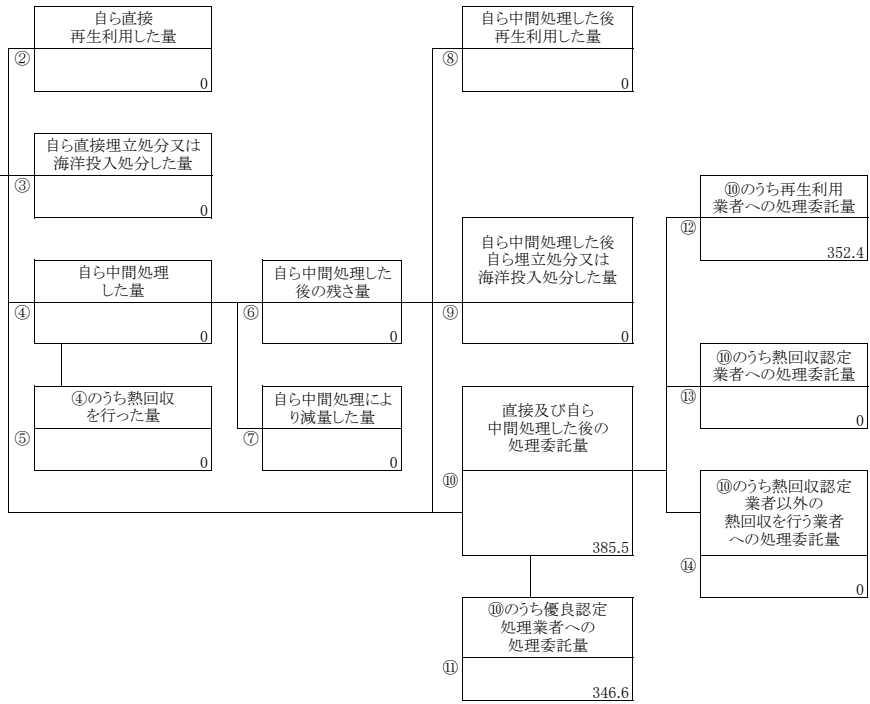 自ら直接
再生利用した量
②
0
自ら直接埋立処分又は
海洋投入処分した量
③
0
自ら中間処理
した量
④
0
④のうち熱回収
を行った量
⑤
0
自ら中間処理した
後の残さ量
⑥
0
自ら中間処理によ
り減量した量
⑦
0
自ら中間処理した後
再生利用した量
⑧
0
自ら中間処理した後
自ら埋立処分又は
海洋投入処分した量
⑨
0
直接及び自ら
中間処理した後の
処理委託量
⑩
385.5
⑩のうち優良認定
処理業者への
処理委託量
⑪
346.6
⑩のうち再生利用
業者への処理委託量
⑫
352.4
⑩のうち熱回収認定
業者への処理委託量
⑬
0
⑩のうち熱回収認定
業者以外の
熱回収を行う業者
への処理委託量
⑭
0